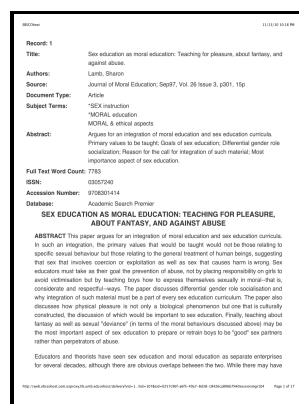 EBSCOhost
11/15/10 10:18 PM
Record: 1
Title: Sex education as moral education: Teaching for pleasure, about fantasy, and against abuse.
Authors: Lamb, Sharon
Source: Journal of Moral Education; Sep97, Vol. 26 Issue 3, p301, 15p
Document Type: Article
Subject Terms: *SEX instruction
*MORAL education
MORAL & ethical aspects
Abstract: Argues for an integration of moral education and sex education curricula.
Primary values to be taught; Goals of sex education; Differential gender role
socialization; Reason for the call for integration of such material; Most
importance aspect of sex education.
Full Text Word Count: 7783
ISSN: 03057240
Accession Number: 9708301414
Database: Academic Search Premier
SEX EDUCATION AS MORAL EDUCATION: TEACHING FOR PLEASURE,
ABOUT FANTASY, AND AGAINST ABUSE
ABSTRACT This paper argues for an integration of moral education and sex education curricula.
In such an integration, the primary values that would be taught would not be those relating to
specific sexual behaviour but those relating to the general treatment of human beings, suggesting
that sex that involves coercion or exploitation as well as sex that causes harm is wrong. Sex
educators must take as their goal the prevention of abuse, not by placing responsibility on girls to
avoid victimisation but by teaching boys how to express themselves sexually in moral--that is,
considerate and respectful--ways. The paper discusses differential gender role socialisation and
why integration of such material must be a part of every sex education curriculum. The paper also
discusses how physical pleasure is not only a biological phenomenon but one that is culturally
constructed, the discussion of which would be important to sex education. Finally, teaching about
fantasy as well as sexual "deviance" (in terms of the moral behaviours discussed above) may be
the most important aspect of sex education to prepare or retrain boys to be "good" sex partners
rather than perpetrators of abuse.
Educators and theorists have seen sex education and moral education as separate enterprises
for several decades, although there are obvious overlaps between the two. While there may have
Page 1 of 17